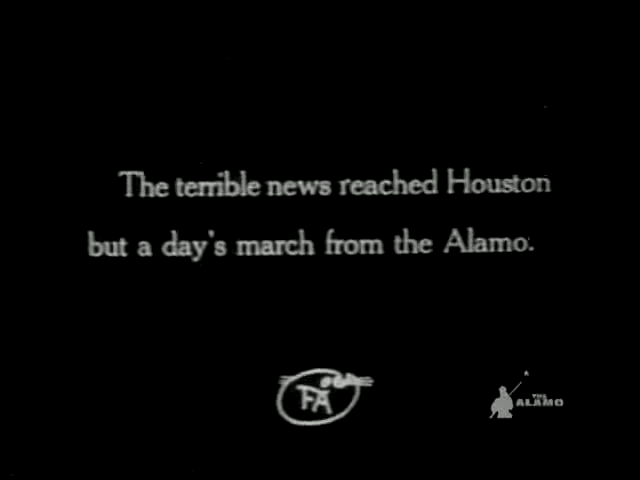 The terrible news reached Houston
but a day's march from the Alamo.
FA
THE
ALAMO